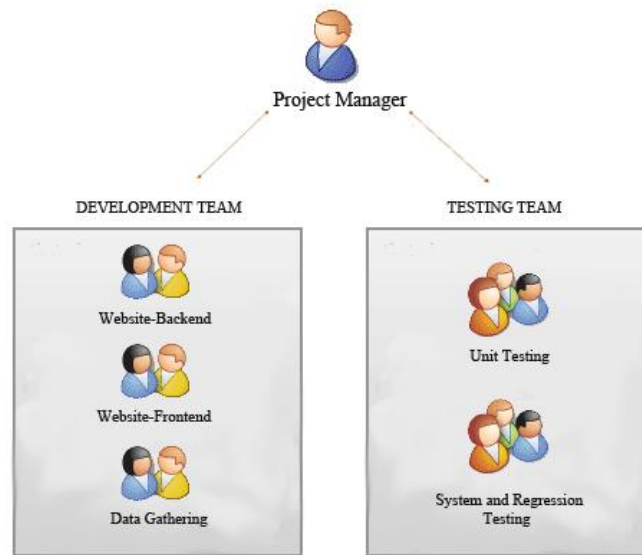 Project Manager
DEVELOPMENT TEAM
Website-Backend
Website-Frontend
Data Gathering
TESTING TEAM
Unit Testing
System and Regression
Testing